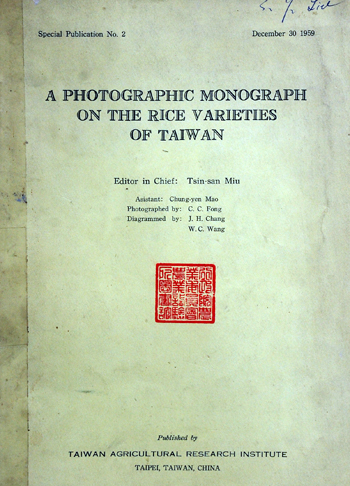 Special Publication No. 2
December 30 1959
A PHOTOGRAPHIC MONOGRAPH
ON THE RICE VARIETIES
OF TAIWAN
Editor in Chief: Tsin-san Miu
Asistant: Chung-yen Mao
Photographed by: C. C. Fong
Diagrammed by: J. H. Chang
W. C. Wang
Published by
TAIWAN AGRICULTURAL RESEARCH INSTITUTE
TAIPEI, TAIWAN, CHINA